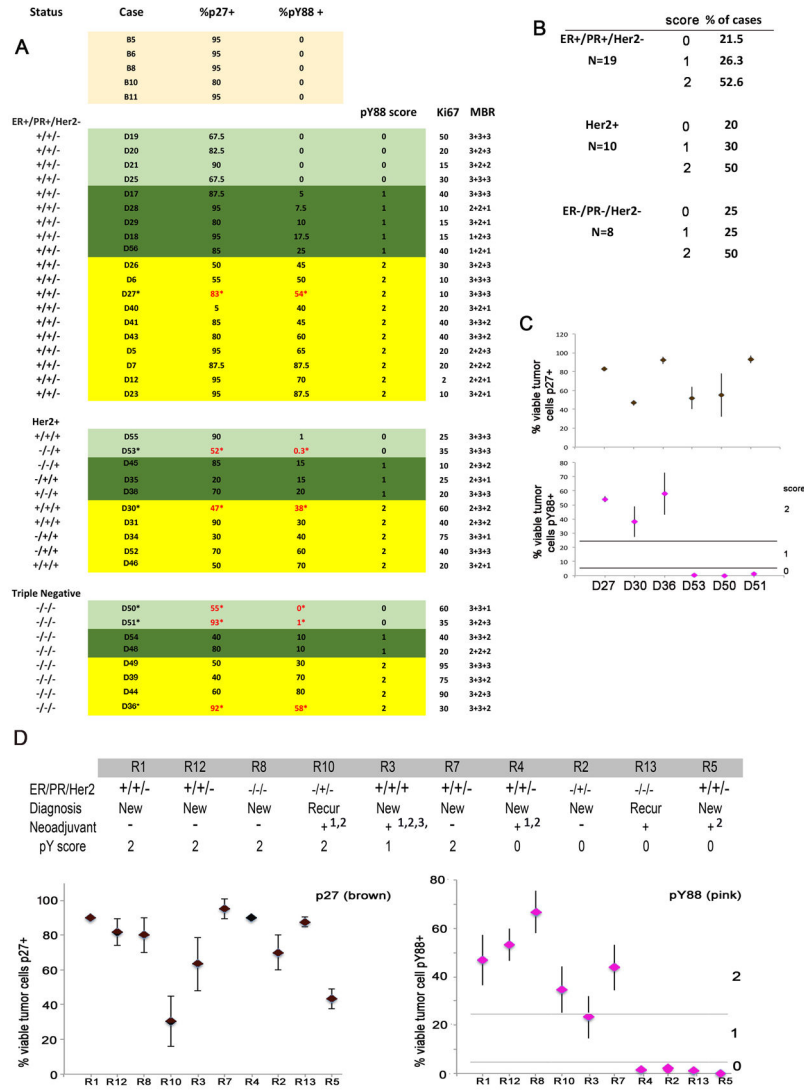 Status Case %p27+ %pY88 +
A
B5 95 0
B6 95 0
B8 95 0
B10 80 0
B11 95 0
pY88 score Ki67 MBR
ER+/PR+/Her2-
+/+/- D19 67.5 0 0 50 3+3+3
+/+/- D20 82.5 0 0 20 3+2+3
+/+/- D21 90 0 0 15 3+2+2
+/+/- D25 67.5 0 0 30 3+3+3
+/+/- D17 87.5 5 1 40 3+3+3
+/+/- D28 95 7.5 1 10 2+2+1
+/+/- D29 80 10 1 15 3+2+1
+/+/- D18 95 17.5 1 15 1+2+3
+/+/- D56 85 25 1 40 1+2+1
+/+/- D26 50 45 2 30 3+2+3
+/+/- D6 55 50 2 10 3+3+3
+/+/- D27* 83* 54* 2 10 3+3+3
+/+/- D40 5 40 2 20 3+2+1
+/+/- D41 85 45 2 40 3+3+2
+/+/- D43 80 60 2 40 3+3+2
+/+/- D5 95 65 2 20 2+2+3
+/+/- D7 87.5 87.5 2 20 2+2+2
+/+/- D12 95 70 2 2 2+2+1
+/+/- D23 95 87.5 2 10 3+2+1
Her2+
+/+/+ D55 90 1 0 25 3+3+3
-/-/+ D53* 52* 0.3* 0 35 3+3+3
-/-/+ D45 85 15 1 10 2+3+2
-/+/+ D35 20 15 1 25 2+3+1
+/-/+ D38 70 20 1 20 3+3+3
+/+/+ D30* 47* 38* 2 60 2+3+2
+/+/+ D31 90 30 2 40 2+3+2
-/+/+ D34 30 40 2 75 3+3+1
-/+/+ D52 70 60 2 40 3+3+3
+/+/+ D46 50 70 2 20 3+2+1
Triple Negative
-/-/- D50* 55* 0* 0 60 3+3+1
-/-/- D51* 93* 1* 0 35 3+2+3
-/-/- D54 40 10 1 40 3+3+2
-/-/- D48 80 10 1 20 2+2+2
-/-/- D49 50 30 2 95 3+3+3
-/-/- D39 40 70 2 75 3+3+2
-/-/- D44 60 80 2 90 3+2+3
-/-/- D36* 92* 58* 2 30 3+3+2
B
score % of cases
ER+/PR+/Her2- 0 21.5
N=19 1 26.3
2 52.6
Her2+ 0 20
N=10 1 30
2 50
ER-/PR-/Her2- 0 25
N=8 1 25
2 50
C
% viable tumor
cells p27+
120
100
80
60
40
20
0
% viable tumor
cells pY88+
80
70
60
50
40
30
20
10
0
score
2
1
0
D27 D30 D36 D53 D50 D51
D
R1 R12 R8 R10 R3 R7 R4 R2 R13 R5
ER/PR/Her2 +/+/- +/+/- -/-/- -/+/- +/+/+ +/+/- +/+/- -/+/- -/-/- +/+/-
Diagnosis New New New Recur New New New New Recur New
Neoadjuvant - - - + 1,2 + 1,2,3, - + 1,2 - + + 2
pY score 2 2 2 2 1 2 0 0 0 0
p27 (brown)
% viable tumor cells p27+
100
80
60
40
20
0
R1 R12 R8 R10 R3 R7 R4 R2 R13 R5
pY88 (pink)
% viable tumor cell pY88+
80
60
40
20
0
2
1
0
R1 R12 R8 R10 R3 R7 R4 R2 R13 R5